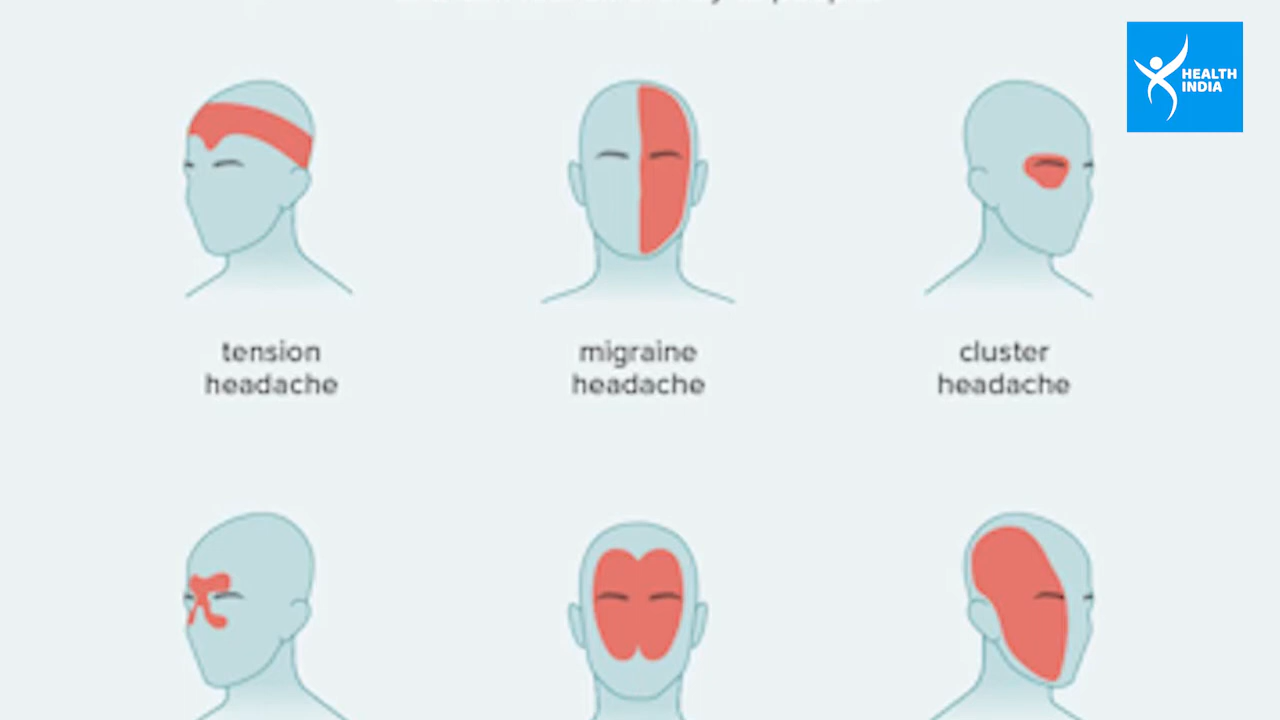 HEALTH
INDIA
tension
headache
migraine
headache
cluster
headache